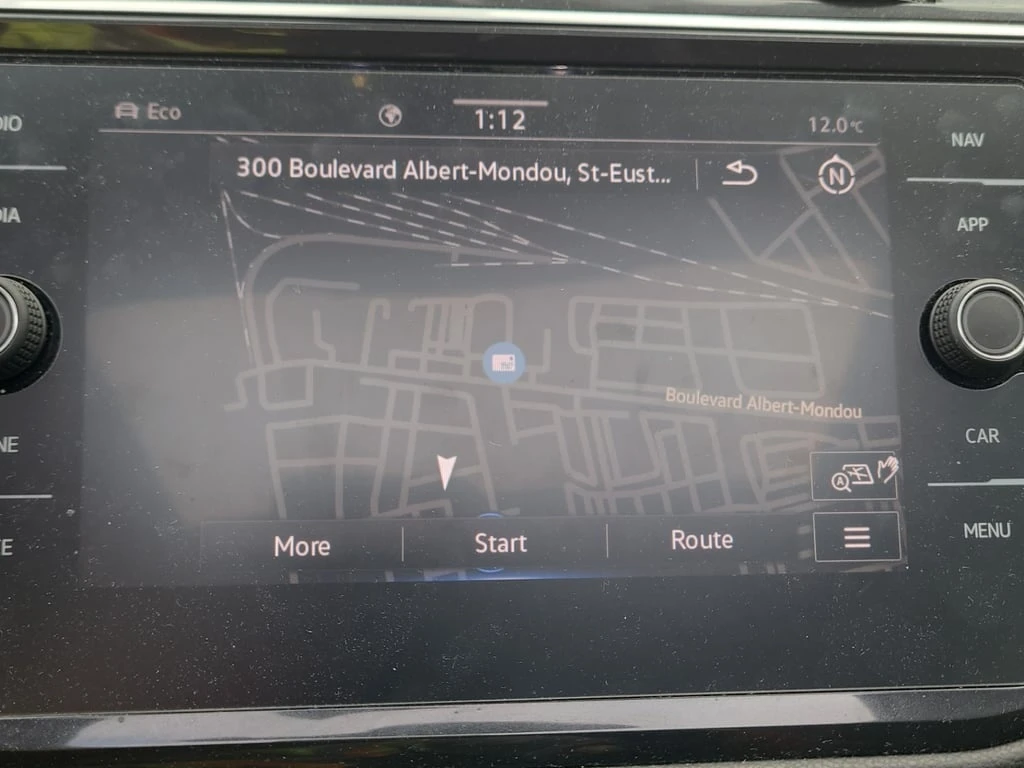 Eco
1:12
12.0°C
NAV
300 Boulevard Albert-Mondou, St-Eust...
N
APP
Boulevard Albert-Mondou
CAR
A
More
Start
Route
MENU